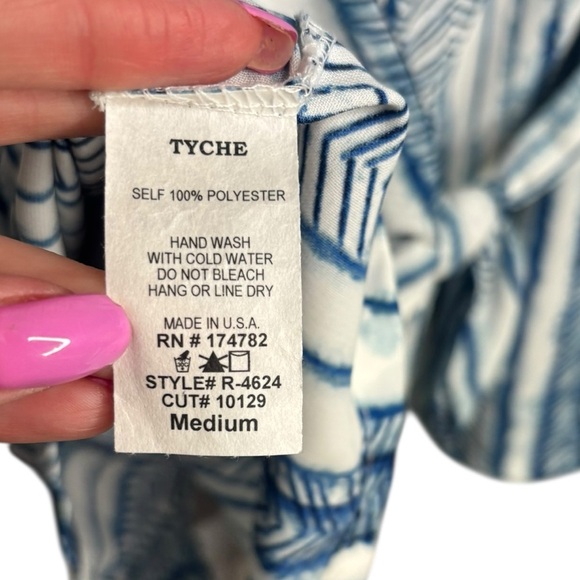 TYCHE
SELF 100% POLYESTER
HAND WASH
WITH COLD WATER
DO NOT BLEACH
HANG OR LINE DRY
MADE IN U.S.A.
RN # 174782
STYLE# R-4624
CUT# 10129
Medium